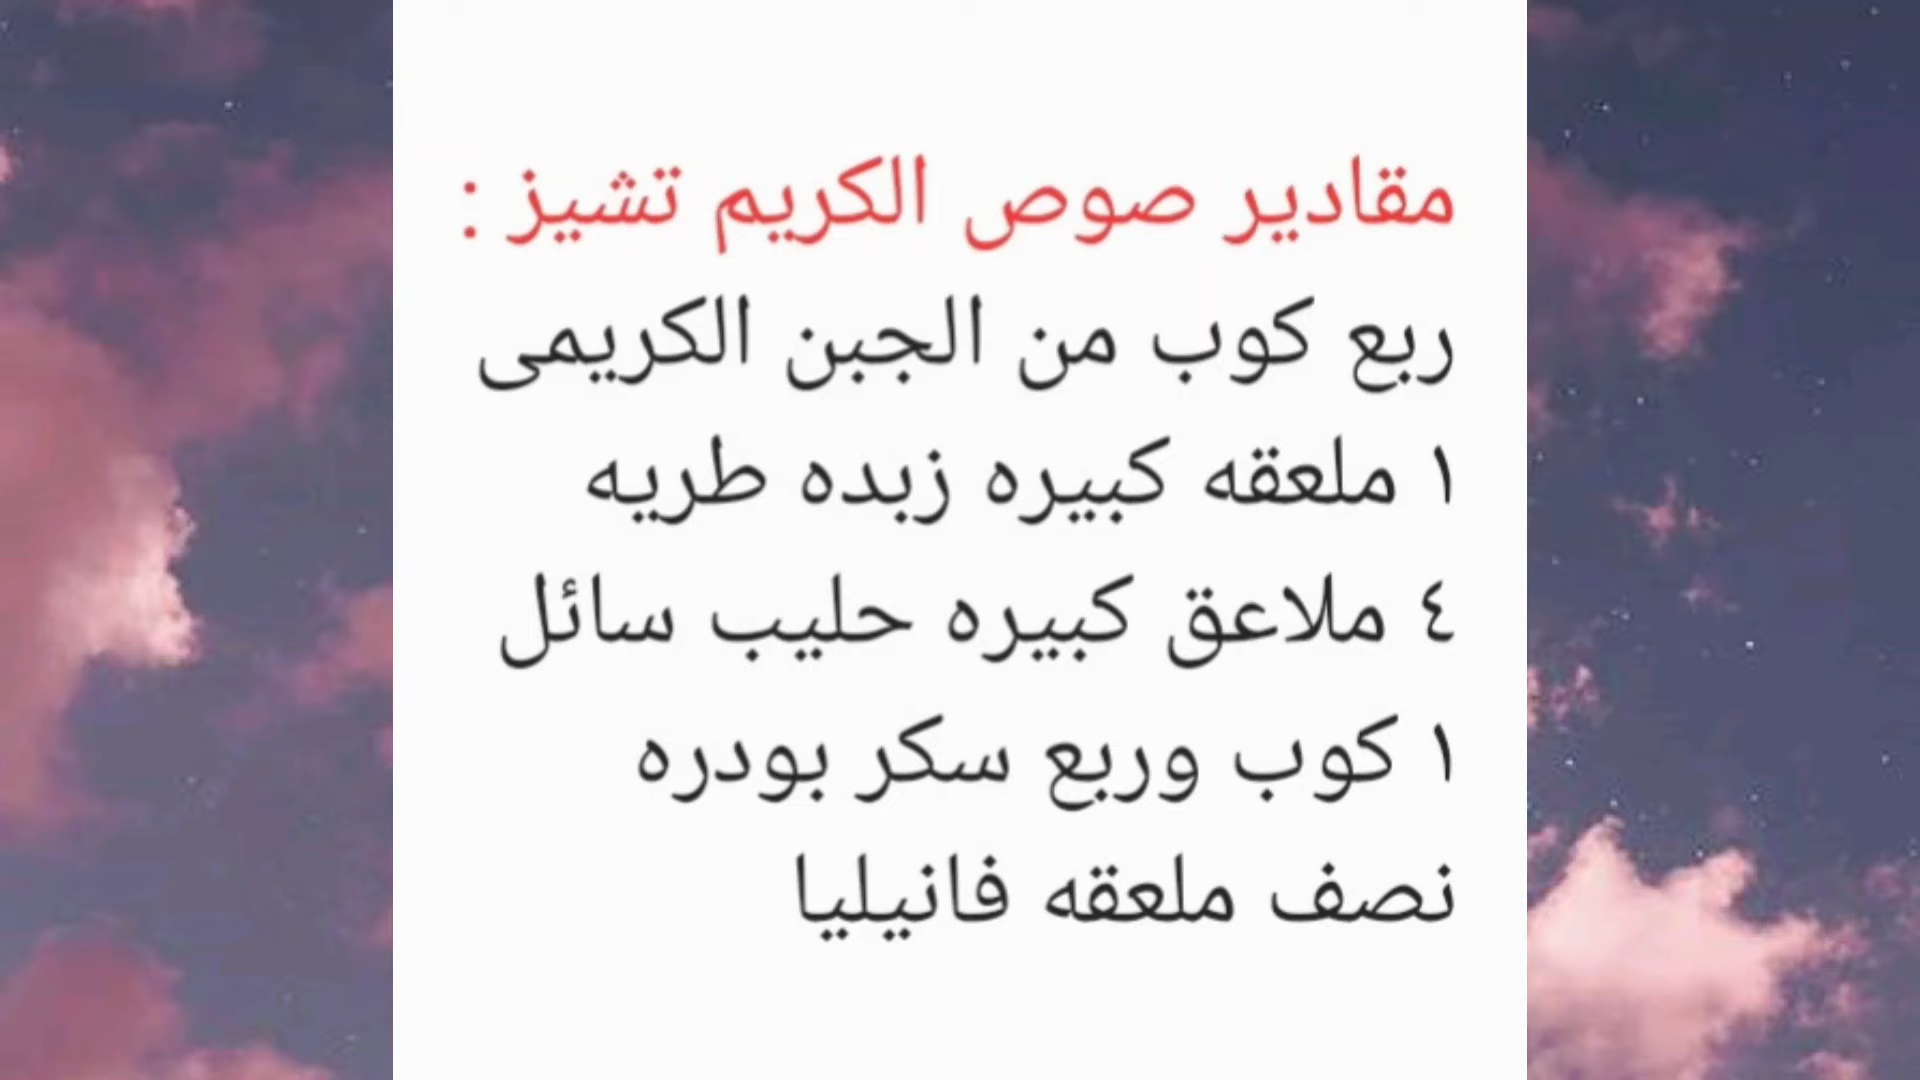 مقادير صوص الكريم تشيز :
ربع كوب من الجبن الكريمى
١ ملعقه كبيره زبده طريه
٤ ملاعق كبيره حليب سائل
١ كوب وربع سكر بودره
نصف ملعقه فانيليا